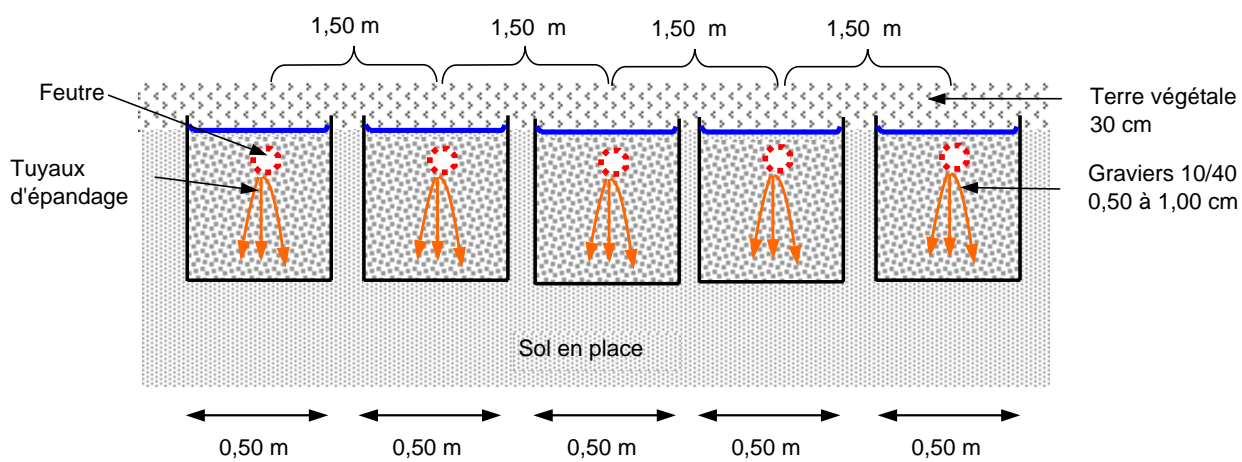 1,50 m
1,50 m
1,50 m
1,50 m
Feutre
Terre végétale
30 cm
Tuyaux
d'épandage
Graviers 10/40
0,50 à 1,00 cm
Sol en place
0,50 m
0,50 m
0,50 m
0,50 m
0,50 m